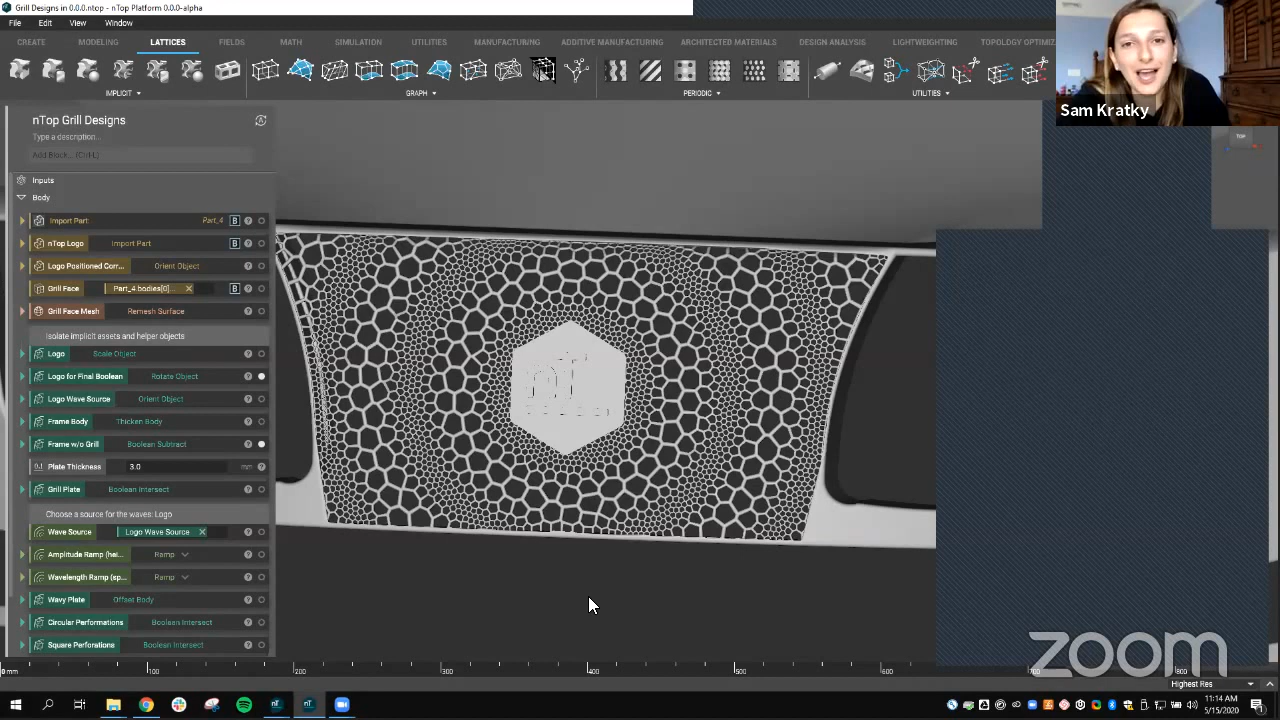 Grill Designs in 0.0.0.ntop - nTop Platform 0.0.0-alpha
File Edit View Window
CREATE MODELING LATTICES FIELDS MATH SIMULATION UTILITIES MANUFACTURING ADDITIVE MANUFACTURING ARCHITECTED MATERIALS DESIGN ANALYSIS LIGHTWEIGHTING TOPOLOGY OPTIMIZ
IMPLICIT GRAPH PERIODIC UTILITIES
Sam Kratky
nTop Grill Designs
Type a description...
Add Block... (Ctrl-L)
TOP
Inputs
Body
Import Part: Part_4 B
nTop Logo Import Part B
Logo Positioned Corr... Orient Object
Grill Face Part_4.bodies[0]... B
Grill Face Mesh Remesh Surface
Isolate implicit assets and helper objects
Logo Scale Object
Logo for Final Boolean Rotate Object
Logo Wave Source Orient Object
Frame Body Thicken Body
Frame w/o Grill Boolean Subtract
Plate Thickness 3.0 mm
Grill Plate Boolean Intersect
Choose a source for the waves: Logo
Wave Source Logo Wave Source
Amplitude Ramp (hei... Ramp
Wavelength Ramp (sp... Ramp
Wavy Plate Offset Body
Circular Perforations Boolean Intersect
Square Perforations Boolean Intersect
nT
zoom
0 mm 100 200 300 400 500 600 700 800
Highest Res
11:14 AM
5/15/2020